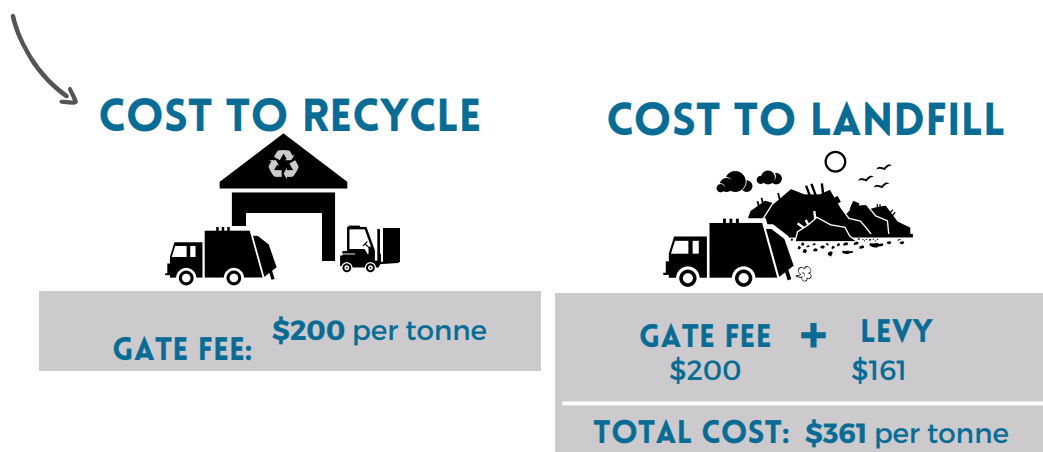 COST TO RECYCLE
GATE FEE: $200 per tonne
COST TO LANDFILL
GATE FEE + LEVY
$200 $161
TOTAL COST: $361 per tonne